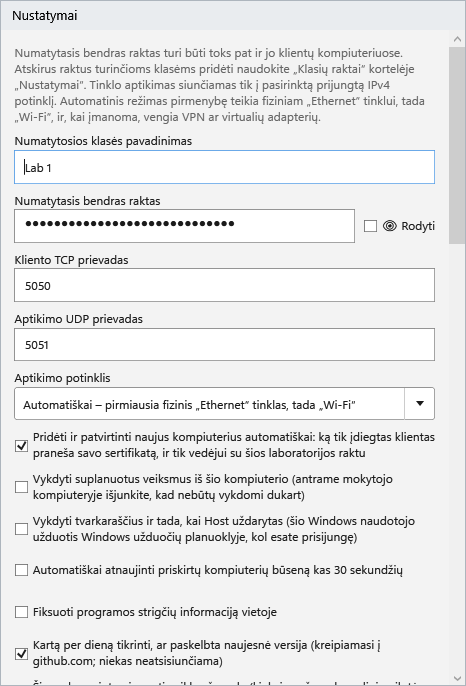 Nustatymai
Numatytasis bendras raktas turi būti toks pat ir jo klientų kompiuteriuose.
Atskirus raktus turinčioms klasėms pridėti naudokite „Klasių raktai“ kortelėje
„Nustatymai“. Tinklo aptikimas siunčiamas tik į pasirinktą prijungtą IPv4
potinklį. Automatinis režimas pirmenybę teikia fiziniam „Ethernet“ tinklui, tada
„Wi-Fi“, ir, kai įmanoma, vengia VPN ar virtualių adapterių.
Numatytosios klasės pavadinimas
Lab 1
Numatytasis bendras raktas
Rodyti
Kliento TCP prievadas
5050
Aptikimo UDP prievadas
5051
Aptikimo potinklis
Automatiškai – pirmiausia fizinis „Ethernet“ tinklas, tada „Wi-Fi“
Pridėti ir patvirtinti naujus kompiuterius automatiškai: ką tik įdiegtas klientas
praneša savo sertifikatą, ir tik vedėjui su šios laboratorijos raktu
Vykdyti suplanuotus veiksmus iš šio kompiuterio (antrame mokytojo
kompiuteryje išjunkite, kad nebūtų vykdomi dukart)
Vykdyti tvarkaraščius ir tada, kai Host uždarytas (šio Windows naudotojo
užduotis Windows užduočių planuoklyje, kol esate prisijungę)
Automatiškai atnaujinti priskirtų kompiuterių būseną kas 30 sekundžių
Fiksuoti programos strigčių informaciją vietoje
Kartą per dieną tikrinti, ar paskelbta naujesnė versija (kreipiamasi į
github.com; niekas neatsisiunčiama)